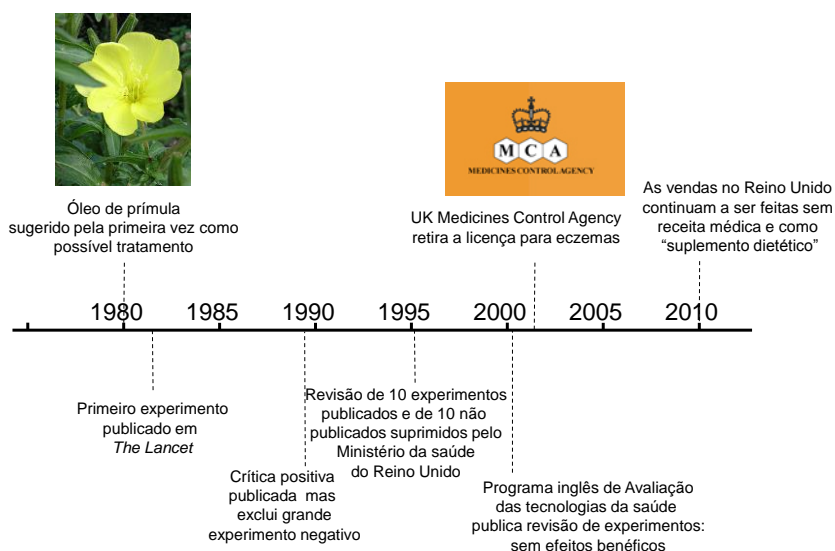 Óleo de prímula
sugerido pela primeira vez como
possível tratamento
M C A
MEDICINES CONTROL AGENCY
UK Medicines Control Agency
retira a licença para eczemas
As vendas no Reino Unido
continuam a ser feitas sem
receita médica e como
“suplemento dietético”
1980 1985 1990 1995 2000 2005 2010
Primeiro experimento
publicado em
The Lancet
Crítica positiva
publicada mas
exclui grande
experimento negativo
Revisão de 10 experimentos
publicados e de 10 não
publicados suprimidos pelo
Ministério da saúde
do Reino Unido
Programa inglês de Avaliação
das tecnologias da saúde
publica revisão de experimentos:
sem efeitos benéficos